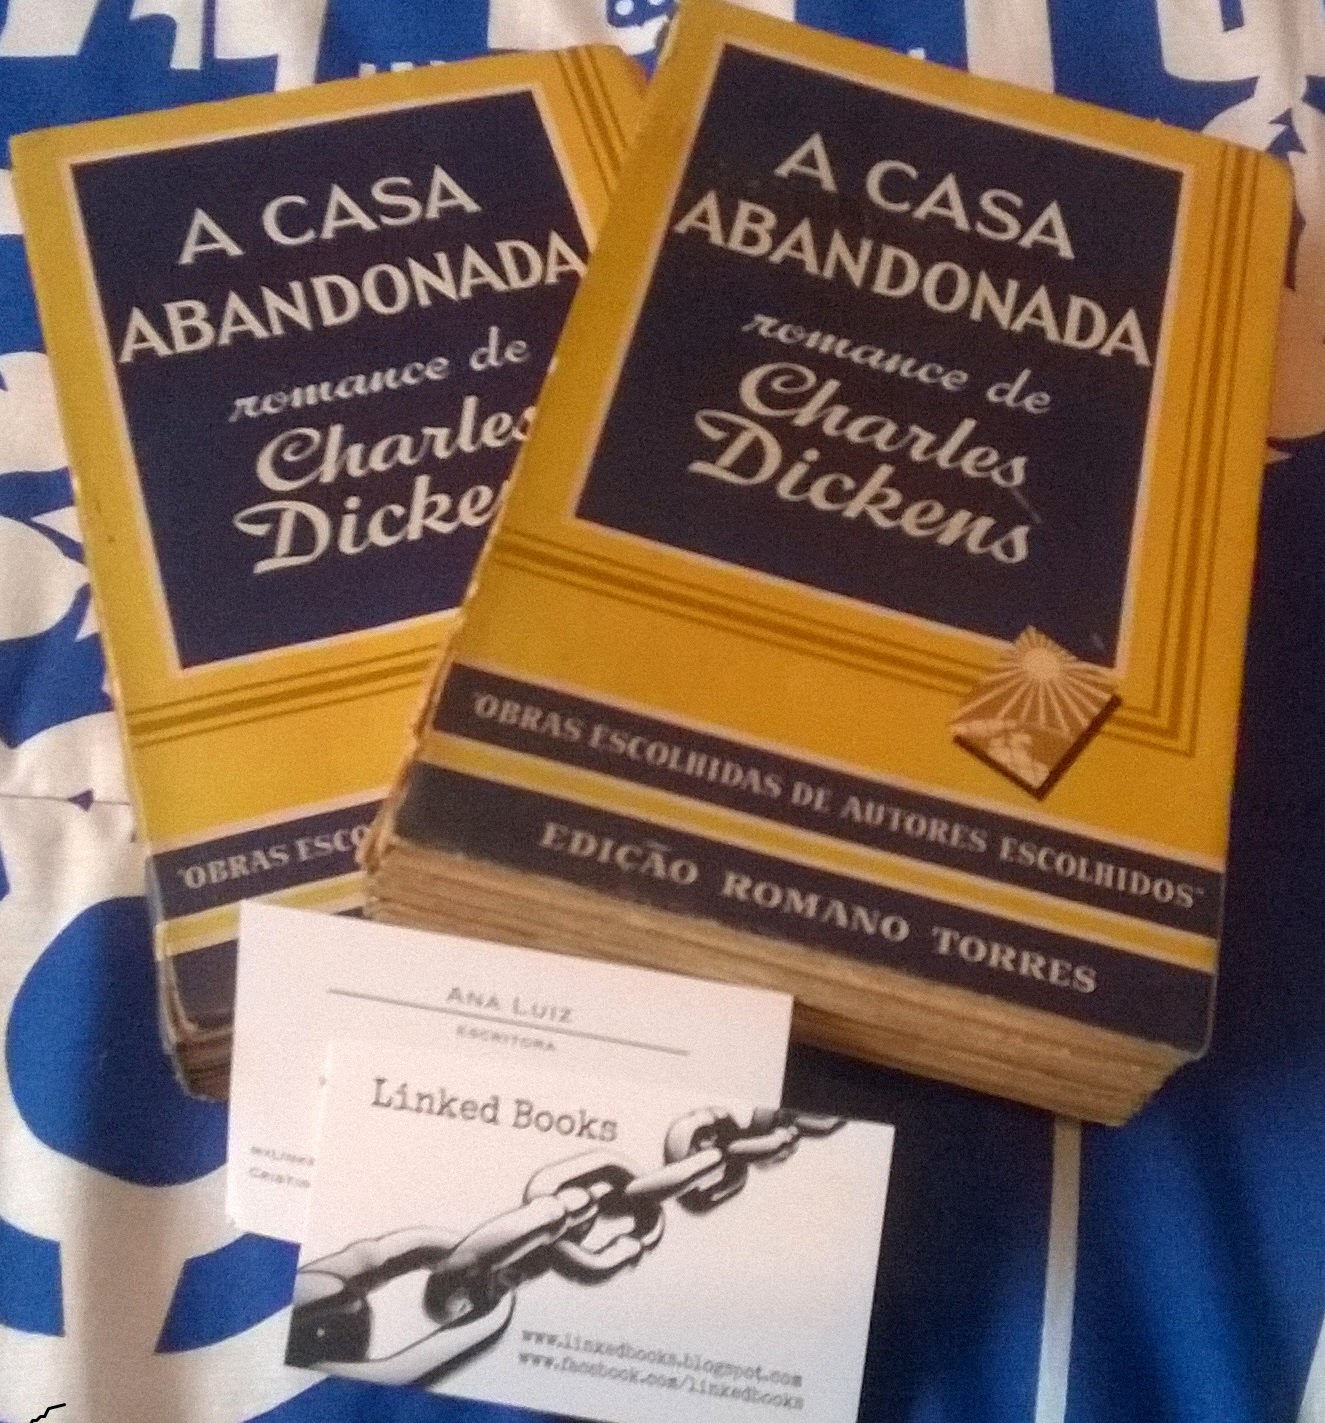 A CASA
ABANDONADA
romance de
Charles
Dicke
"OBRAS ESCO
A CASA
ABANDONADA
romance de
Charles
Dickens
"OBRAS ESCOLHIDAS DE AUTORES ESCOLHIDOS"
EDIÇÃO ROMANO TORRES
ANA LUIZ
ESCRITORA
Linked Books
www.linkedbooks.blogspot.com
www.facebook.com/linkedbooks